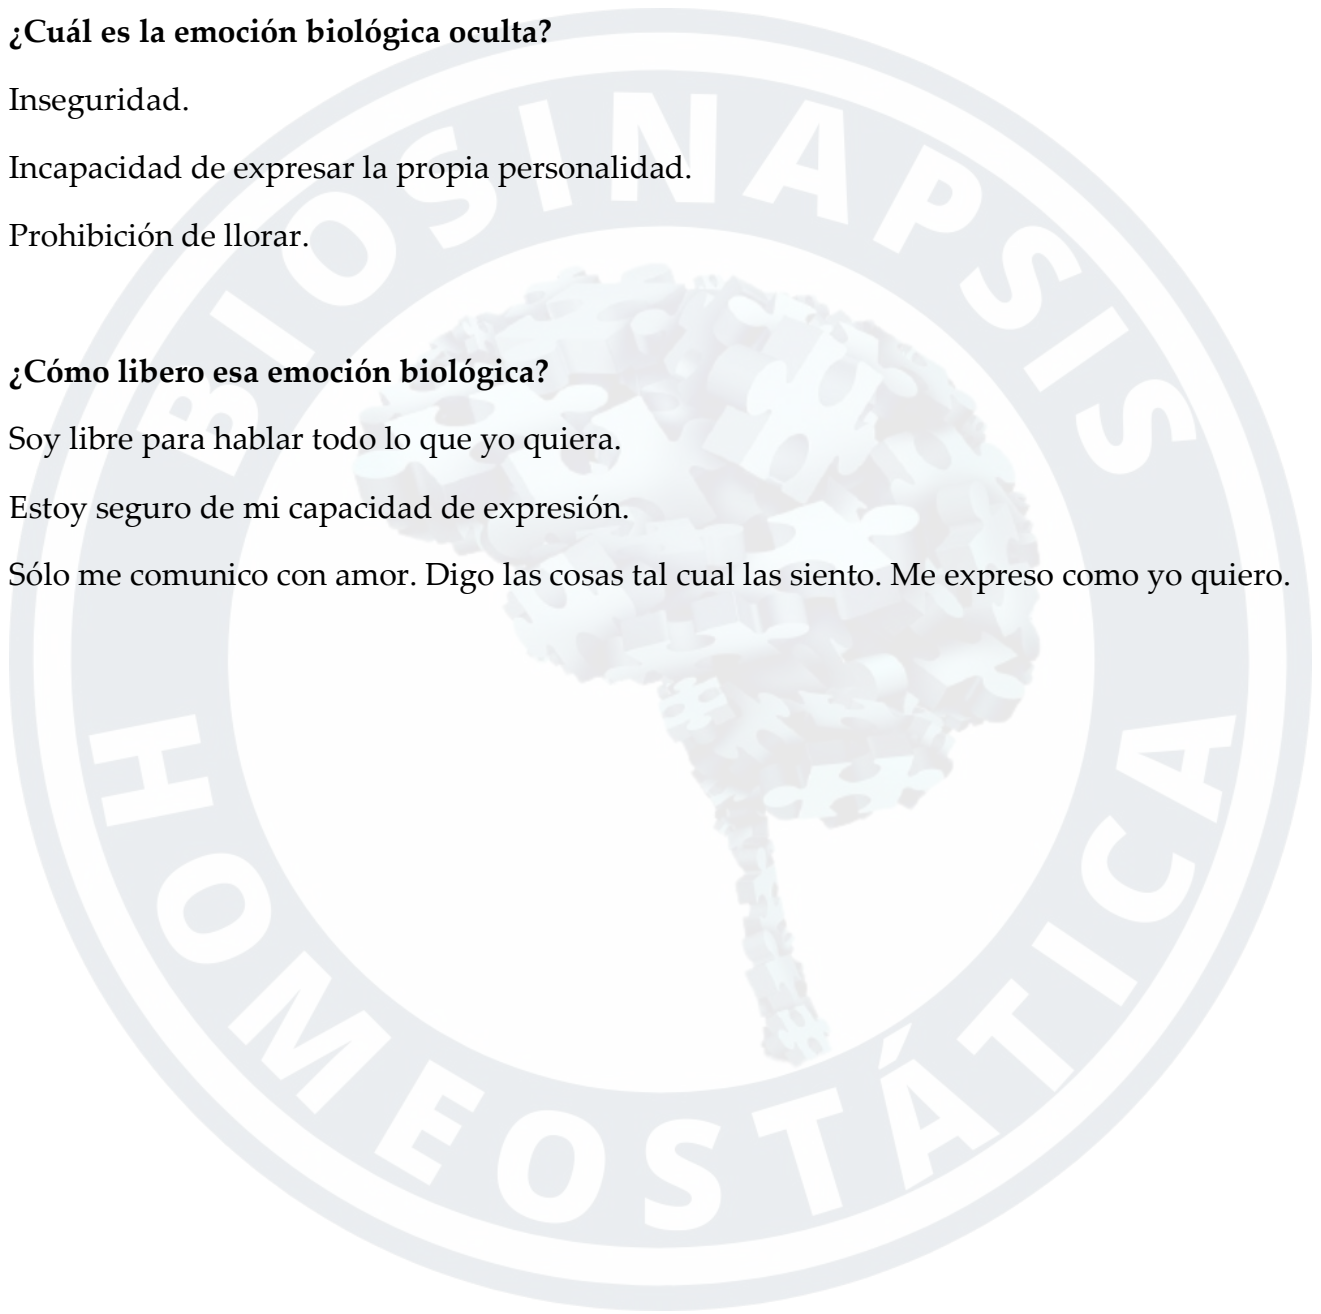 ¿Cuál es la emoción biológica oculta?
Inseguridad.
Incapacidad de expresar la propia personalidad.
Prohibición de llorar.
¿Cómo libero esa emoción biológica?
Soy libre para hablar todo lo que yo quiera.
Estoy seguro de mi capacidad de expresión.
Sólo me comunico con amor. Digo las cosas tal cual las siento. Me expreso como yo quiero.
BIOSINAPSIS
HOMEOSTÁTICA